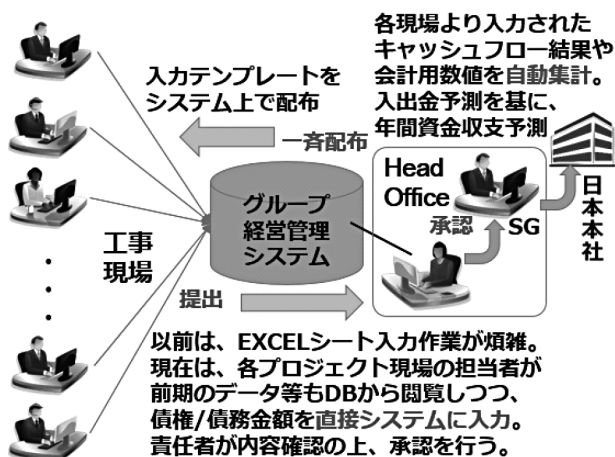 各現場より入力された
キャッシュフロー結果や
会計用数値を自動集計。
入出金予測を基に、
年間資金収支予測
入力テンプレートを
システム上で配布
一斉配布
Head
Office
承認
SG
日本本社
グループ
経営管理
システム
工事
現場
・
・
・
提出
以前は、EXCELシート入力作業が煩雑。
現在は、各プロジェクト現場の担当者が
前期のデータ等もDBから閲覧しつつ、
債権/債務金額を直接システムに入力。
責任者が内容確認の上、承認を行う。